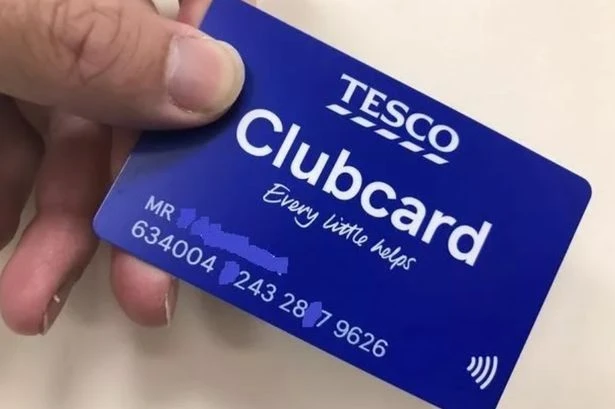 TESCO
Clubcard
Every little helps
MR
634004 243 28 7 9626